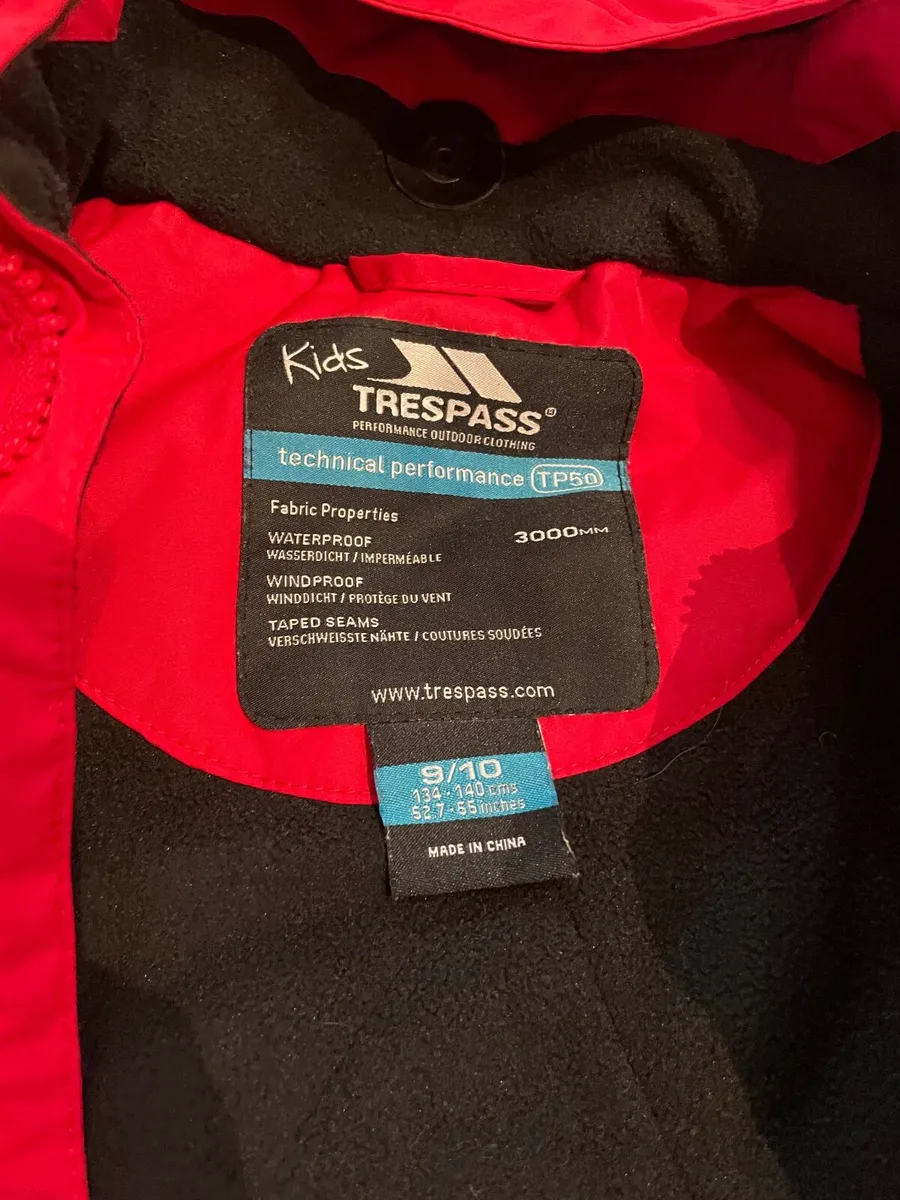 Kids
TRESPASS®
PERFORMANCE OUTDOOR CLOTHING
technical performance TP50
Fabric Properties
WATERPROOF 3000MM
WASSERDICHT / IMPERMÉABLE
WINDPROOF
WINDDICHT / PROTÈGE DU VENT
TAPED SEAMS
VERSCHWEISSTE NÄHTE / COUTURES SOUDÉES
www.trespass.com
9/10
134 - 140 cms
52.7 - 55 inches
MADE IN CHINA